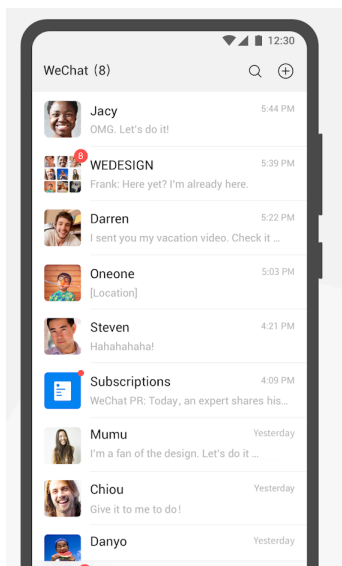 12:30
WeChat (8)
Jacy 5:44 PM
OMG. Let's do it!
8
WEDESIGN 5:39 PM
Frank: Here yet? I'm already here.
Darren 5:22 PM
I sent you my vacation video. Check it ...
Oneone 5:03 PM
[Location]
Steven 4:21 PM
Hahahahaha!
Subscriptions 4:09 PM
WeChat PR: Today, an expert shares his...
Mumu Yesterday
I'm a fan of the design. Let's do it ...
Chiou Yesterday
Give it to me to do!
Danyo Yesterday